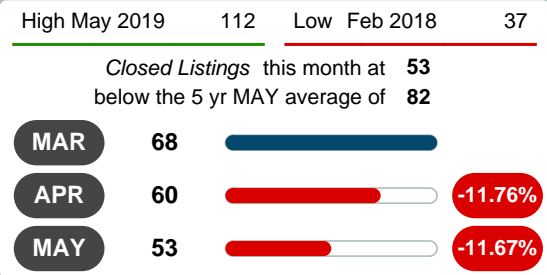 High May 2019 112 Low Feb 2018 37
Closed Listings this month at 53
below the 5 yr MAY average of 82
MAR 68
APR 60 -11.76%
MAY 53 -11.67%